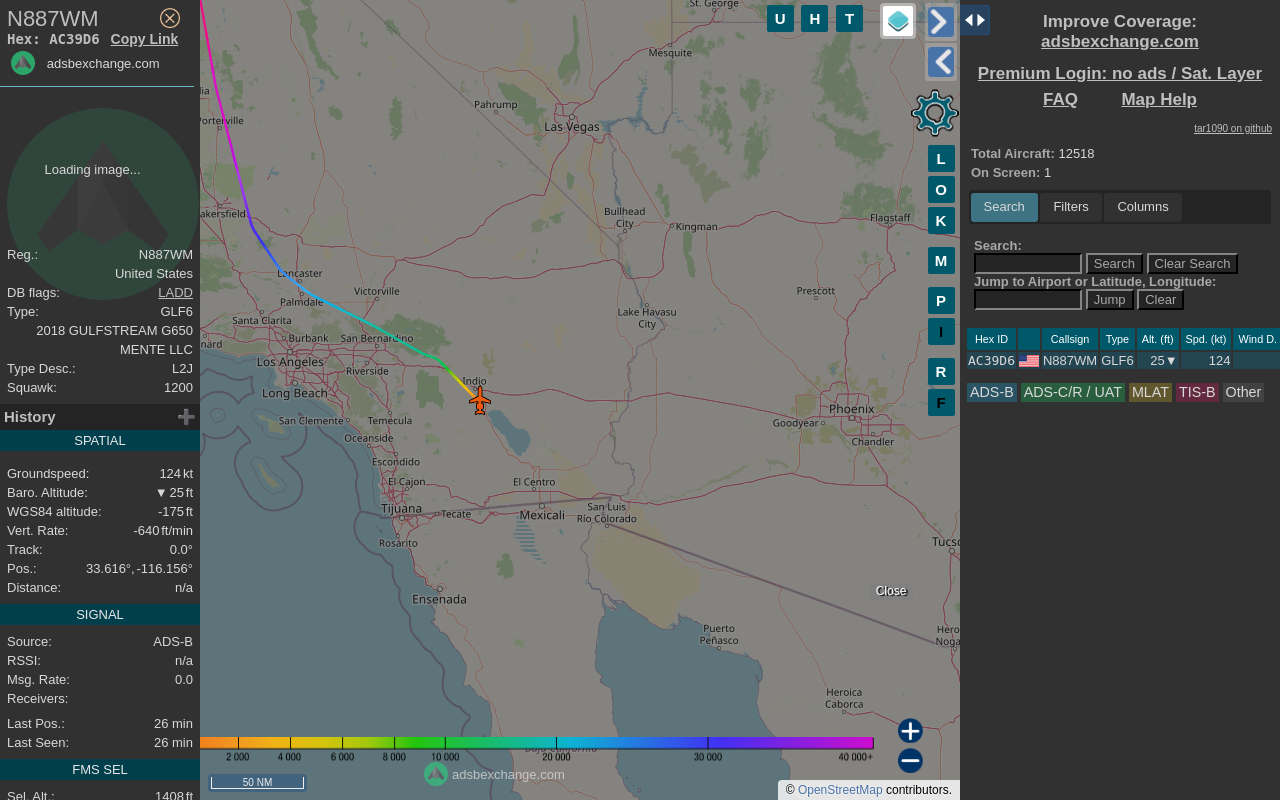 N887WM
Hex: AC39D6 Copy Link
adsbexchange.com
Loading image...
Reg.: N887WM
United States
DB flags: LADD
Type: GLF6
2018 GULFSTREAM G650
MENTE LLC
Type Desc.: L2J
Squawk: 1200
History
SPATIAL
Groundspeed: 124 kt
Baro. Altitude: ▼ 25 ft
WGS84 altitude: -175 ft
Vert. Rate: -640 ft/min
Track: 0.0°
Pos.: 33.616°, -116.156°
Distance: n/a
SIGNAL
Source: ADS-B
RSSI: n/a
Msg. Rate: 0.0
Receivers:
Last Pos.: 26 min
Last Seen: 26 min
FMS SEL
Sel. Alt.: 1408 ft
St. George
Mesquite
Pahrump
Las Vegas
Porterville
akersfield
Bullhead
City
Kingman
Flagstaff
Lancaster
Palmdale
Victorville
Prescott
Lake Havasu
City
Santa Clarita
Burbank
San Bernardino
nard
Los Angeles
Riverside
Long Beach
Indio
Phoenix
Goodyear
Chandler
San Clemente
Temecula
Oceanside
Escondido
El Cajon
El Centro
Tijuana
Tecate
Mexicali
San Luis
Río Colorado
Rosarito
Tucso
Ensenada
Puerto
Peñasco
Hero
Noga
Heroica
Caborca
Baja California
U H T
L
O
K
M
P
I
R
F
Close
2 000 4 000 6 000 8 000 10 000 20 000 30 000 40 000+
50 NM
adsbexchange.com
© OpenStreetMap contributors.
Improve Coverage:
adsbexchange.com
Premium Login: no ads / Sat. Layer
FAQ Map Help
tar1090 on github
Total Aircraft: 12518
On Screen: 1
Search Filters Columns
Search:
Search Clear Search
Jump to Airport or Latitude, Longitude:
Jump Clear
Hex ID Callsign Type Alt. (ft) Spd. (kt) Wind D.
AC39D6 N887WM GLF6 25▼ 124
ADS-B ADS-C/R / UAT MLAT TIS-B Other